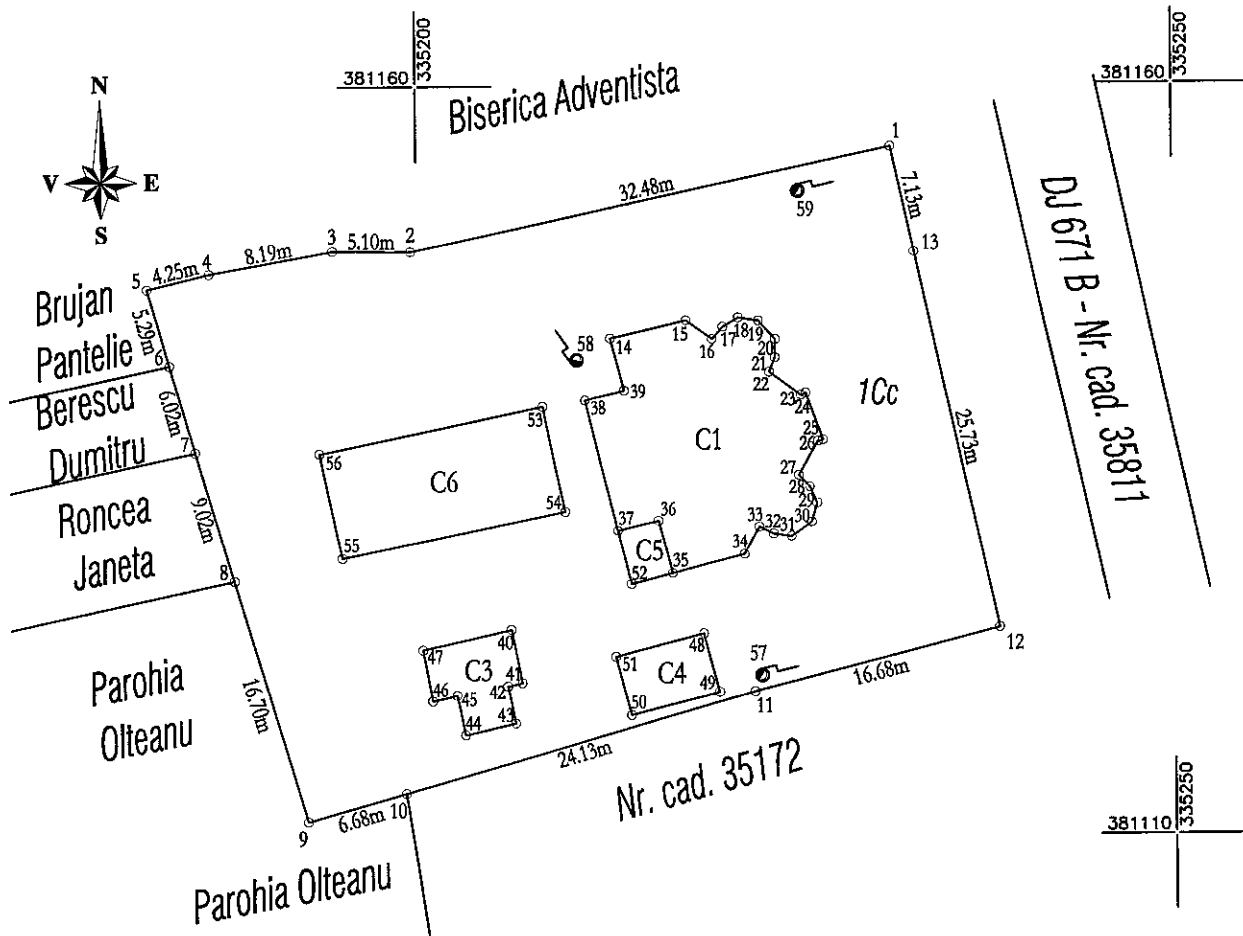 381160
335200
381160
335250
N
V E
S
Biserica Adventista
1
32.48m
7.13m
59
13
3 5.10m 2
8.19m
4
4.25m
5
Brujan
Pantelie
5.29m
6
Berescu
Dumitru
6.02m
7
Roncea
Janeta
9.02m
8
Parohia
Olteanu
16.70m
9
6.68m
10
Parohia Olteanu
24.13m
11
16.68m
12
25.73m
DJ 671 B - Nr. cad. 35811
1Cc
Nr. cad. 35172
58
14
15
16
17
18
19
20
21
22
23
24
25
26
27
28
29
30
31
32
33
34
35
36
37
38
39
C1
C5
52
53
54
55
56
C6
40
41
42
43
44
45
46
47
C3
48
49
50
51
C4
57
381110
335250